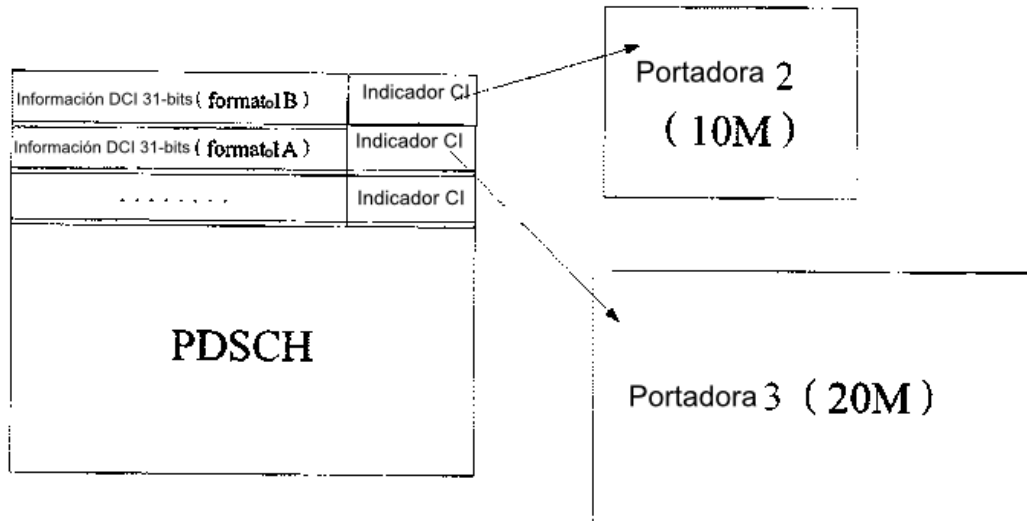 Información DCI 31-bits ( formato1B ) Indicador CI
Información DCI 31-bits ( formato1A ) Indicador CI
. . . . . . . . Indicador CI
PDSCH
Portadora 2
( 10M )
Portadora 3 ( 20M )